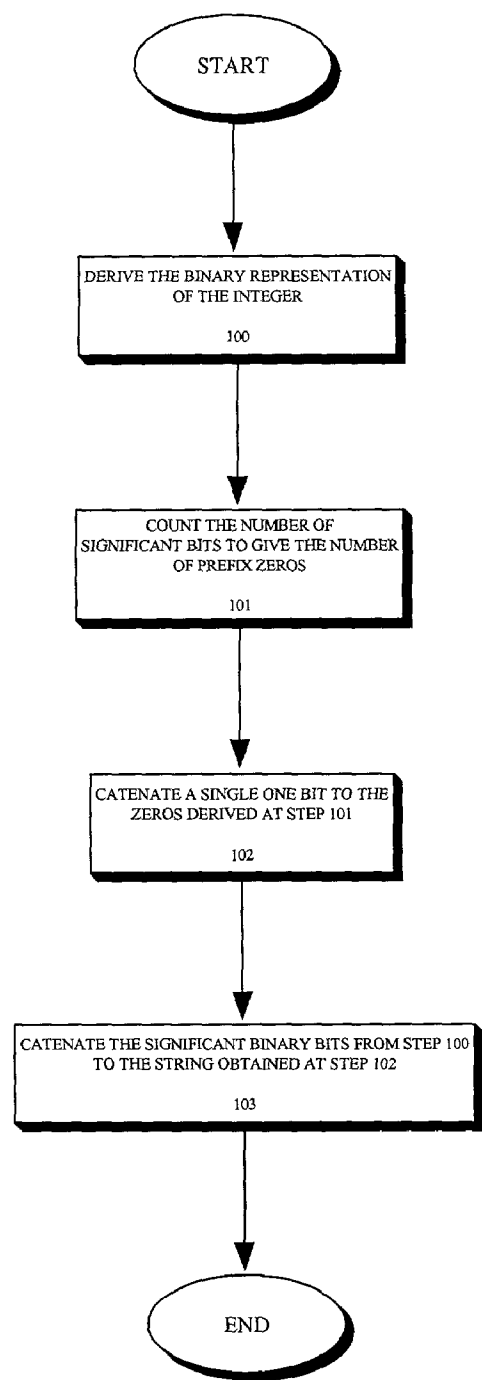 START
DERIVE THE BINARY REPRESENTATION
OF THE INTEGER
100
COUNT THE NUMBER OF
SIGNIFICANT BITS TO GIVE THE NUMBER
OF PREFIX ZEROS
101
CATENATE A SINGLE ONE BIT TO THE
ZEROS DERIVED AT STEP 101
102
CATENATE THE SIGNIFICANT BINARY BITS FROM STEP 100
TO THE STRING OBTAINED AT STEP 102
103
END